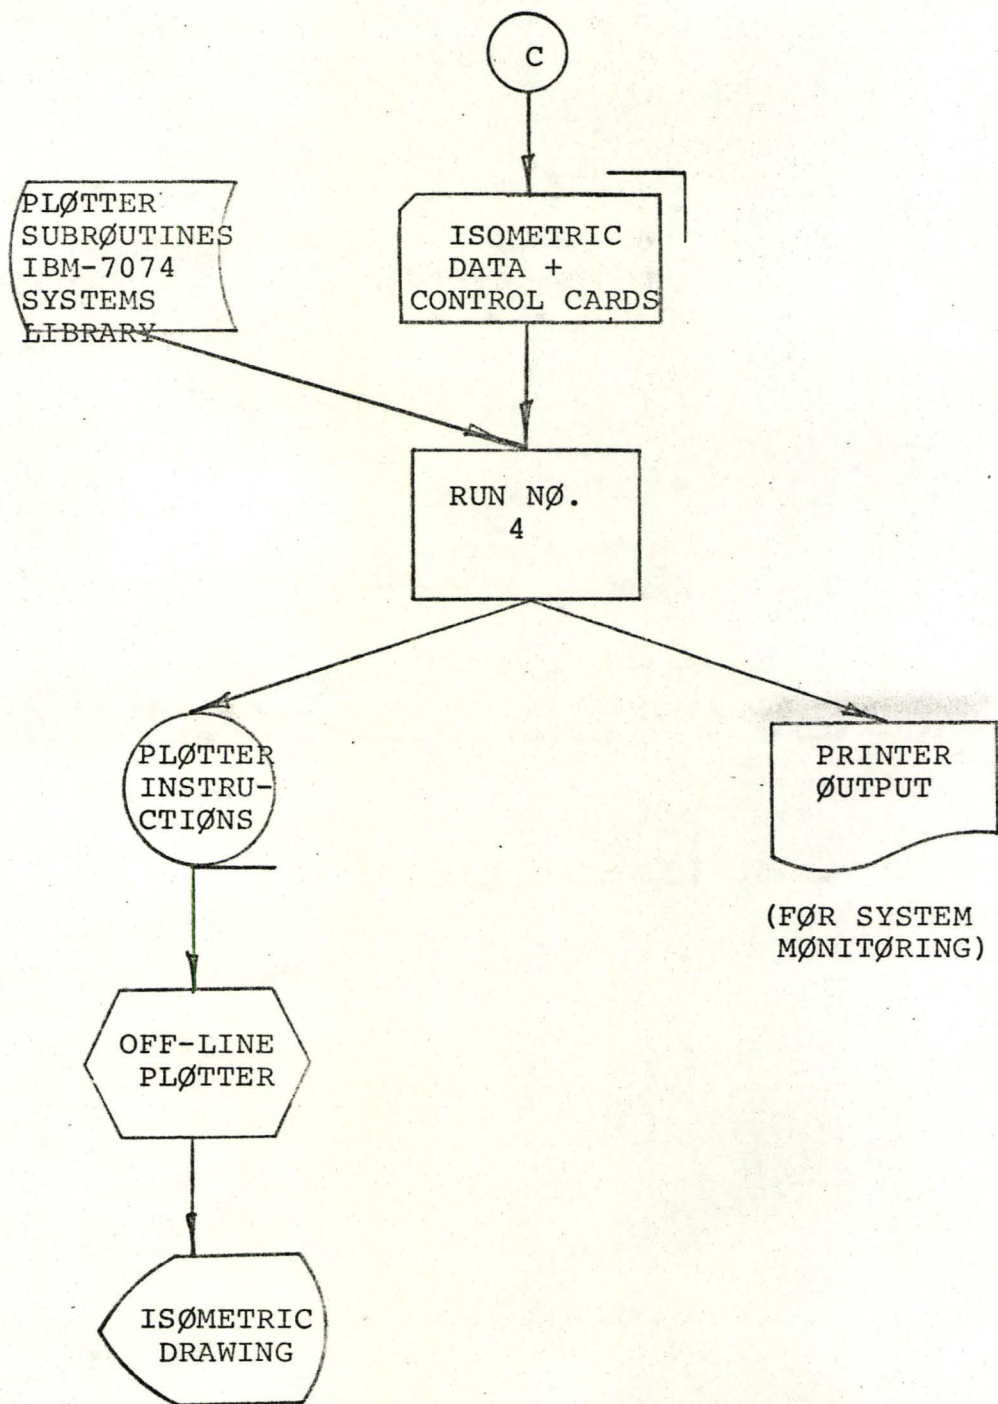 C
PLØTTER
SUBRØUTINES
IBM-7074
SYSTEMS
LIBRARY
ISOMETRIC
DATA +
CONTROL CARDS
RUN NØ.
4
PLØTTER
INSTRU-
CTIØNS
PRINTER
ØUTPUT
(FØR SYSTEM
MØNITØRING)
OFF-LINE
PLØTTER
ISØMETRIC
DRAWING